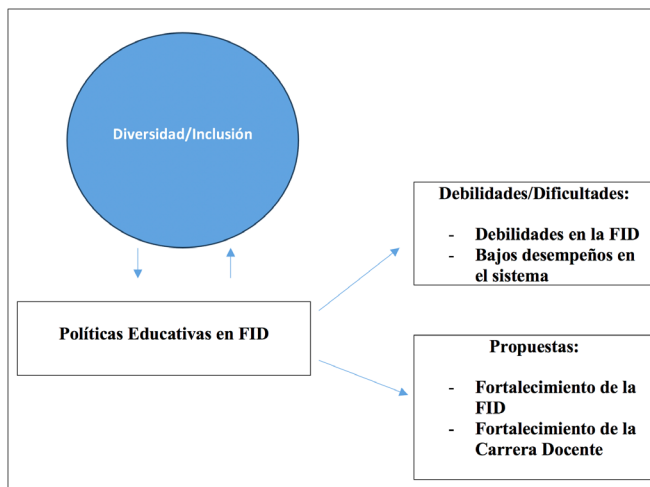 Diversidad/Inclusión
Políticas Educativas en FID
Debilidades/Dificultades:
- Debilidades en la FID
- Bajos desempeños en
el sistema
Propuestas:
- Fortalecimiento de la
FID
- Fortalecimiento de la
Carrera Docente